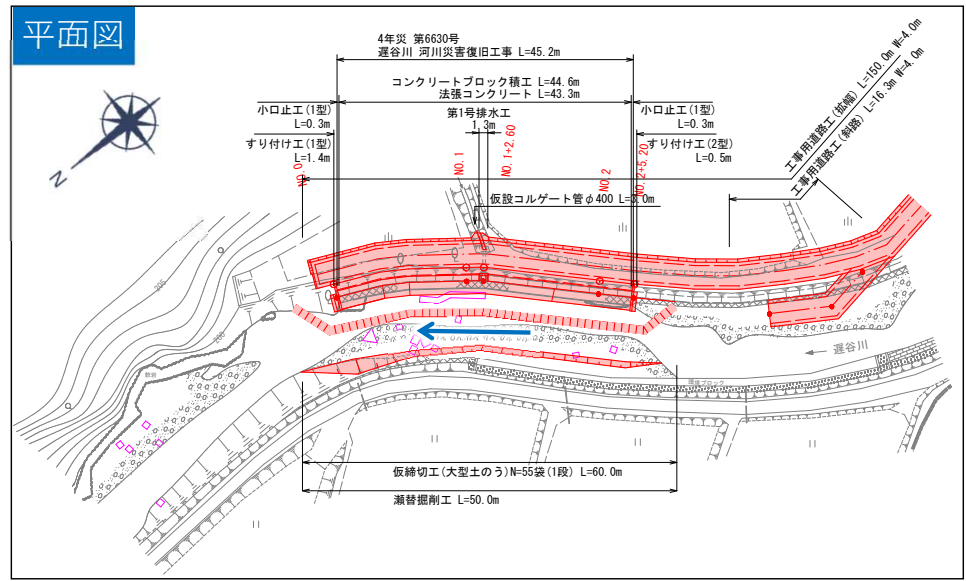 平面図
4年災 第6630号
遅谷川 河川災害復旧工事 L=45.2m
コンクリートブロック積工 L=44.6m
法張コンクリート L=43.3m
小口止工(1型)
L=0.3m
第1号排水工
1.3m
小口止工(1型)
L=0.3m
すり付け工(1型)
L=1.4m
すり付け工(2型)
L=0.5m
工事用道路工(拡幅) L=150.0m W=4.0m
工事用道路工(斜路) L=16.3m W=4.0m
N
NO.0
NO.1
NO.1+2.60
NO.2
NO.2+5.20
仮設コルゲート管φ400 L=3.0m
遅谷川
仮締切工(大型土のう)N=55袋(1段) L=60.0m
瀬替掘削工 L=50.0m